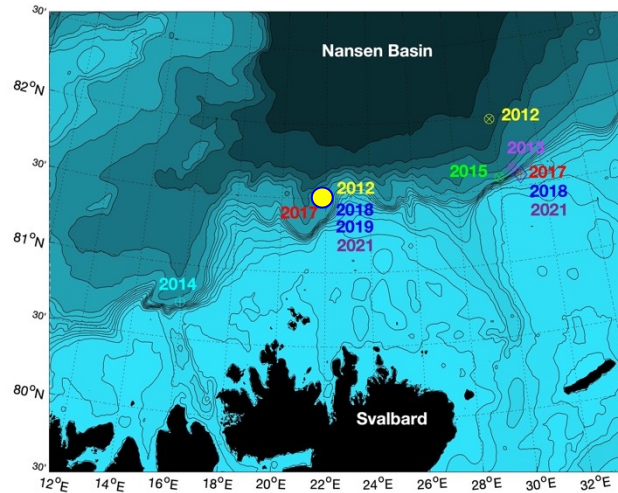 30'
Nansen Basin
82°N
2012
30'
2013
2015
2017
2012
2018
2017
2018
2021
2019
81°N
2021
2014
30'
80°N
Svalbard
30'
12°E
14°E
16°E
18°E
20°E
22°E
24°E
26°E
28°E
30°E
32°E